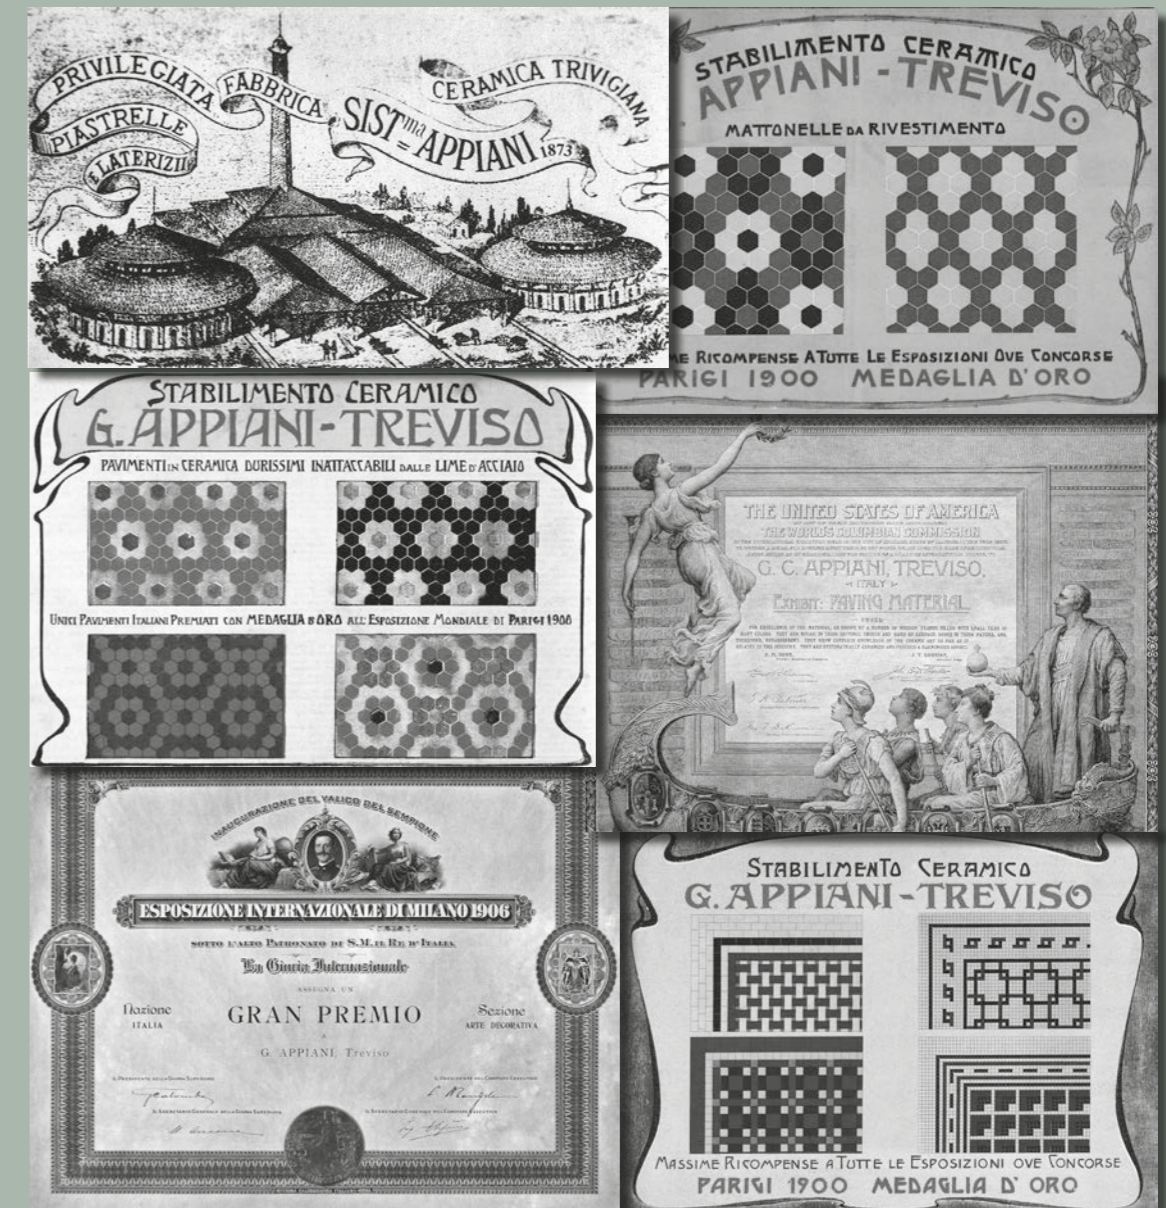 PRIVILEGIATA FABBRICA
PIASTRELLE
E LATERIZII
SIST.ma APPIANI 1873
CERAMICA TRIVIGIANA
STABILIMENTO CERAMICO
. APPIANI - TREVISO
MATTONELLE DA RIVESTIMENTO
ME RICOMPENSE A TUTTE LE ESPOSIZIONI OVE CONCORSE
PARIGI 1900 MEDAGLIA D'ORO
STABILIMENTO CERAMICO
G. APPIANI - TREVISO
PAVIMENTI IN CERAMICA DURISSIMI INATTACCABILI DALLE LIME D'ACCIAIO
UNICI PAVIMENTI ITALIANI PREMIATI CON MEDAGLIA D'ORO ALL'ESPOSIZIONE MONDIALE DI PARIGI 1900
THE UNITED STATES OF AMERICA
THE WORLD'S COLUMBIAN COMMISSION
G. C. APPIANI, TREVISO,
ITALY
EXHIBIT: PAVING MATERIAL
INAUGURAZIONE DEL VALICO DEL SEMPIONE
ESPOSIZIONE INTERNAZIONALE DI MILANO 1906
SOTTO L'ALTO PATRONATO DI S.M. IL RE D'ITALIA
La Giuria Internazionale
ASSEGNA UN
Nazione
ITALIA
GRAN PREMIO
Sezione
ARTE DECORATIVA
A
G. APPIANI, Treviso
STABILIMENTO CERAMICO
G. APPIANI - TREVISO
MASSIME RICOMPENSE A TUTTE LE ESPOSIZIONI OVE CONCORSE
PARIGI 1900 MEDAGLIA D'ORO